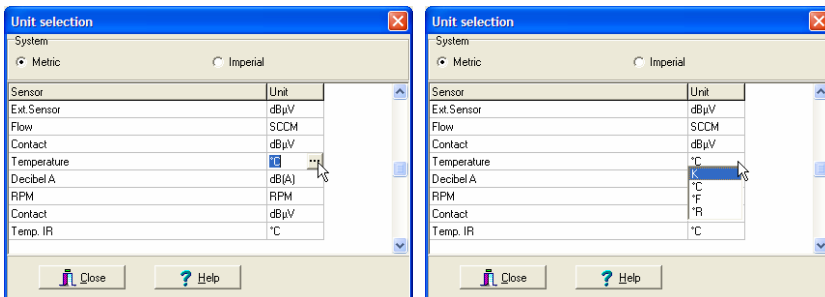 Unit selection
System
Metric Imperial
Sensor Unit
Ext.Sensor dBµV
Flow SCCM
Contact dBµV
Temperature °C ...
Decibel A dB(A)
RPM RPM
Contact dBµV
Temp. IR °C
Close ? Help
Unit selection
System
Metric Imperial
Sensor Unit
Ext.Sensor dBµV
Flow SCCM
Contact dBµV
Temperature °C
Decibel A K
°C
RPM °F
Contact °R
Temp. IR °C
Close ? Help